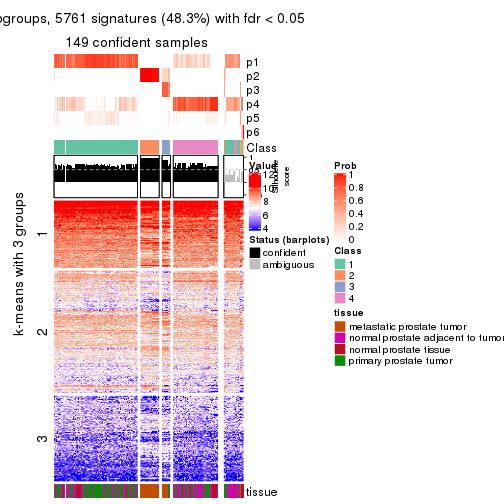 ogroups, 5761 signatures (48.3%) with fdr < 0.05
149 confident samples
p1
p2
p3
p4
p5
p6
Class
1
score
Value
12
10
8
6
4
Status (barplots)
confident
ambiguous
Prob
1
0.8
0.6
0.4
0.2
0
Class
1
2
3
4
tissue
metastatic prostate tumor
normal prostate adjacent to tumor
normal prostate tissue
primary prostate tumor
k-means with 3 groups
1
2
3
tissue